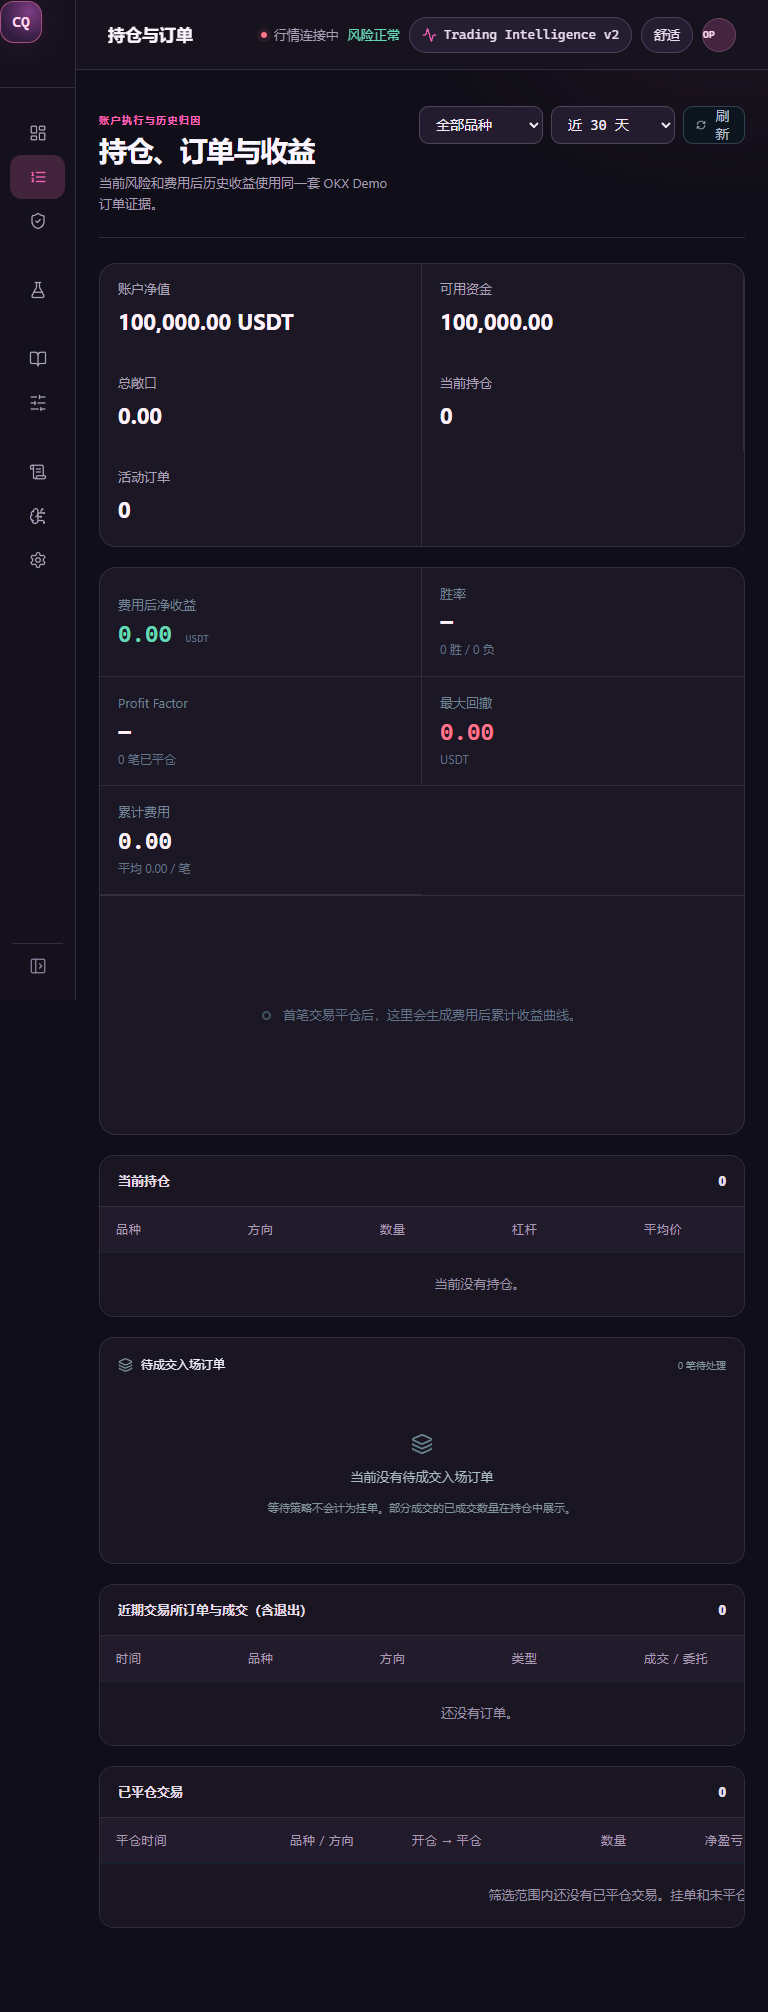 CQ
持仓与订单
行情连接中
风险正常
Trading Intelligence v2
舒适
OP
账户执行与历史归因
持仓、订单与收益
当前风险和费用后历史收益使用同一套 OKX Demo
订单证据。
全部品种
近 30 天
刷
新
账户净值
100,000.00 USDT
可用资金
100,000.00
总敞口
0.00
当前持仓
0
活动订单
0
费用后净收益
0.00 USDT
胜率
—
0 胜 / 0 负
Profit Factor
—
0 笔已平仓
最大回撤
0.00
USDT
累计费用
0.00
平均 0.00 / 笔
首笔交易平仓后，这里会生成费用后累计收益曲线。
当前持仓
0
品种 方向 数量 杠杆 平均价
当前没有持仓。
待成交入场订单
0 笔待处理
当前没有待成交入场订单
等待策略不会计为挂单。部分成交的已成交数量在持仓中展示。
近期交易所订单与成交（含退出）
0
时间 品种 方向 类型 成交 / 委托
还没有订单。
已平仓交易
0
平仓时间 品种 / 方向 开仓 → 平仓 数量 净盈亏
筛选范围内还没有已平仓交易。挂单和未平仓